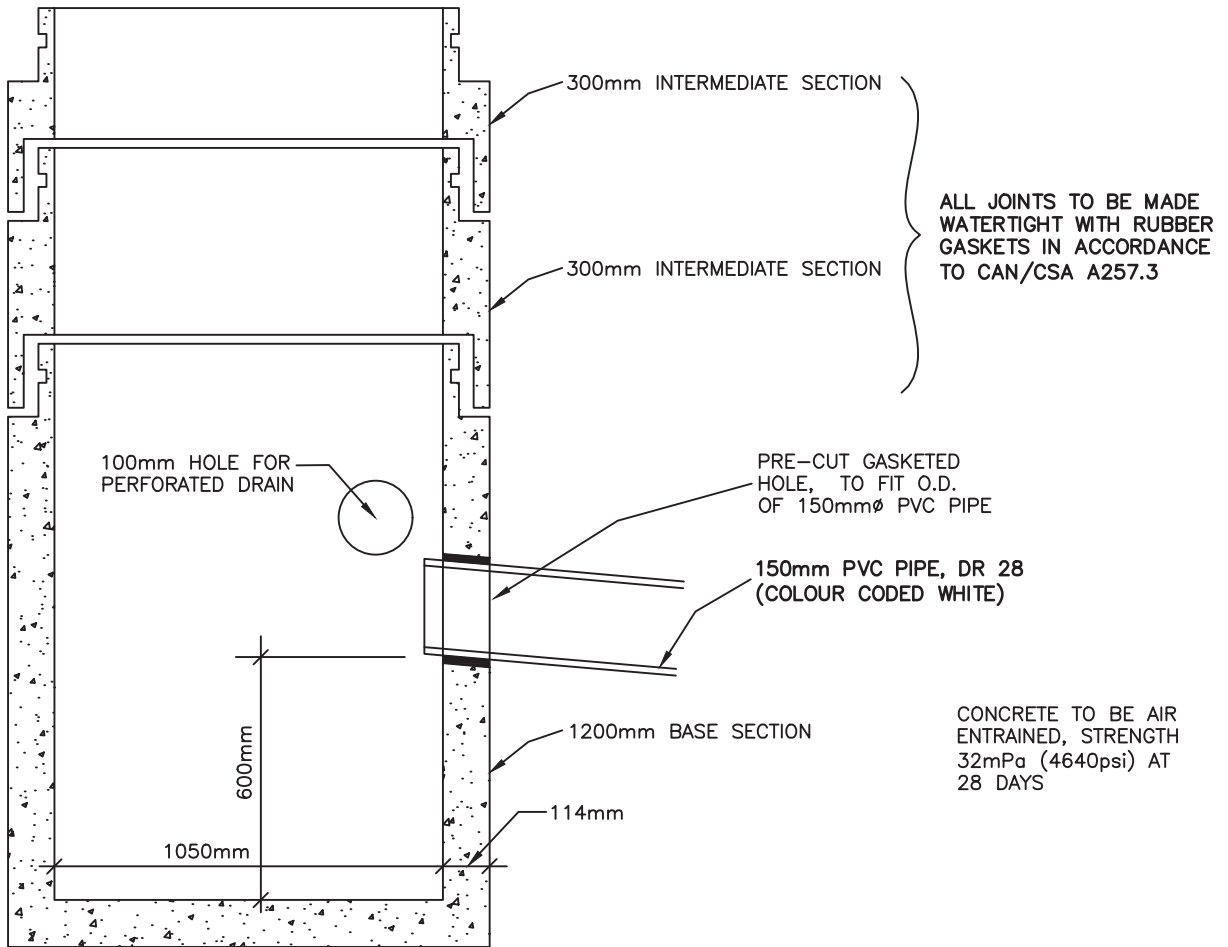 300mm INTERMEDIATE SECTION
ALL JOINTS TO BE MADE
WATERTIGHT WITH RUBBER
GASKETS IN ACCORDANCE
TO CAN/CSA A257.3
300mm INTERMEDIATE SECTION
100mm HOLE FOR
PERFORATED DRAIN
PRE-CUT GASKETED
HOLE, TO FIT O.D.
OF 150mmø PVC PIPE
150mm PVC PIPE, DR 28
(COLOUR CODED WHITE)
600mm
1200mm BASE SECTION
CONCRETE TO BE AIR
ENTRAINED, STRENGTH
32mPa (4640psi) AT
28 DAYS
114mm
1050mm